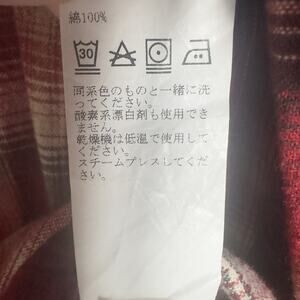 綿100%
30
同系色のものと一緒に洗
ってください。
酸素系漂白剤も使用でき
ません。
乾燥機は低温で使用して
ください。
スチームプレスしてくだ
さい。